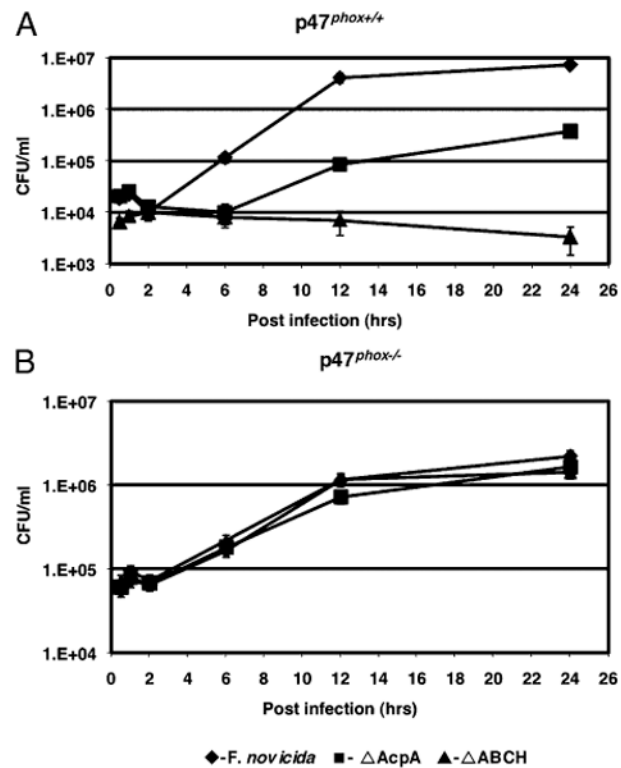 A
p47phox+/+
1.E+07
1.E+06
1.E+05
1.E+04
1.E+03
CFU/ml
0 2 4 6 8 10 12 14 16 18 20 22 24 26
Post infection (hrs)
B
p47phox-/-
1.E+07
1.E+06
1.E+05
1.E+04
CFU/ml
0 2 4 6 8 10 12 14 16 18 20 22 24 26
Post infection (hrs)
◆-F. novicida ■- △AcpA ▲-△ABCH